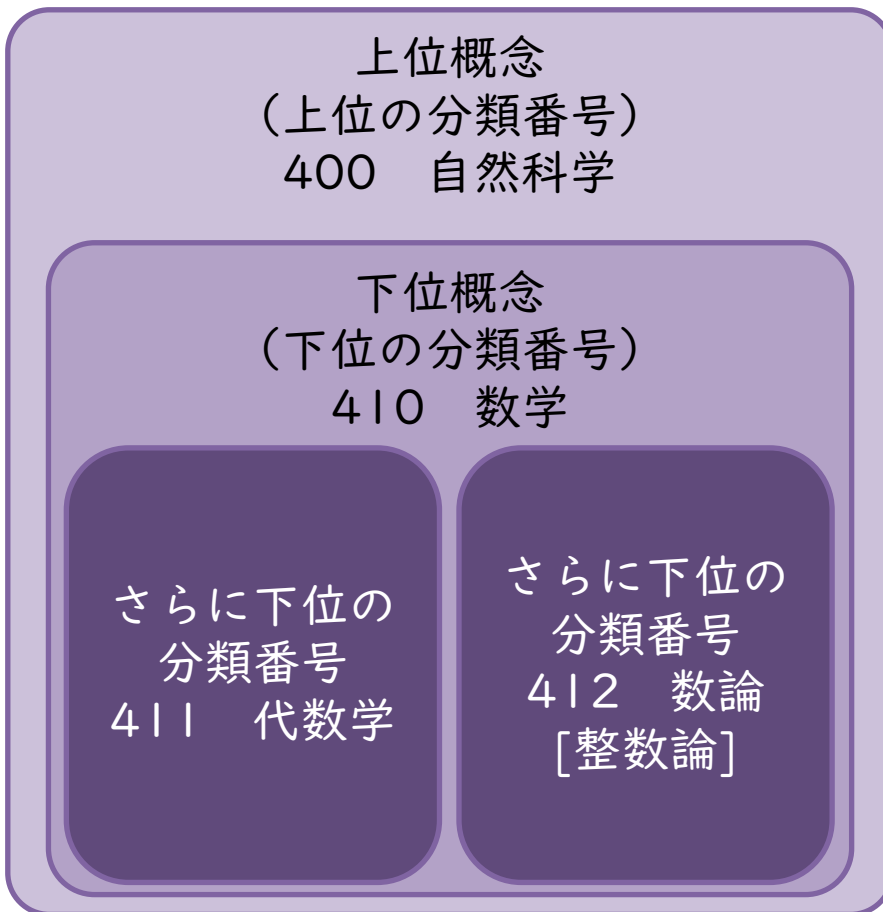 上位概念
（上位の分類番号）
400　自然科学
下位概念
（下位の分類番号）
410　数学
さらに下位の
分類番号
411　代数学
さらに下位の
分類番号
412　数論
[整数論]